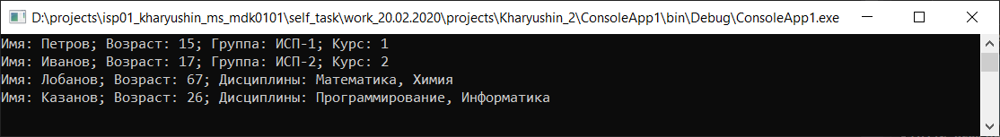 D:\projects\isp01_kharyushin_ms_mdk0101\self_task\work_20.02.2020\projects\Kharyushin_2\ConsoleApp1\bin\Debug\ConsoleApp1.exe
Имя: Петров; Возраст: 15; Группа: ИСП-1; Курс: 1
Имя: Иванов; Возраст: 17; Группа: ИСП-2; Курс: 2
Имя: Лобанов; Возраст: 67; Дисциплины: Математика, Химия
Имя: Казанов; Возраст: 26; Дисциплины: Программирование, Информатика